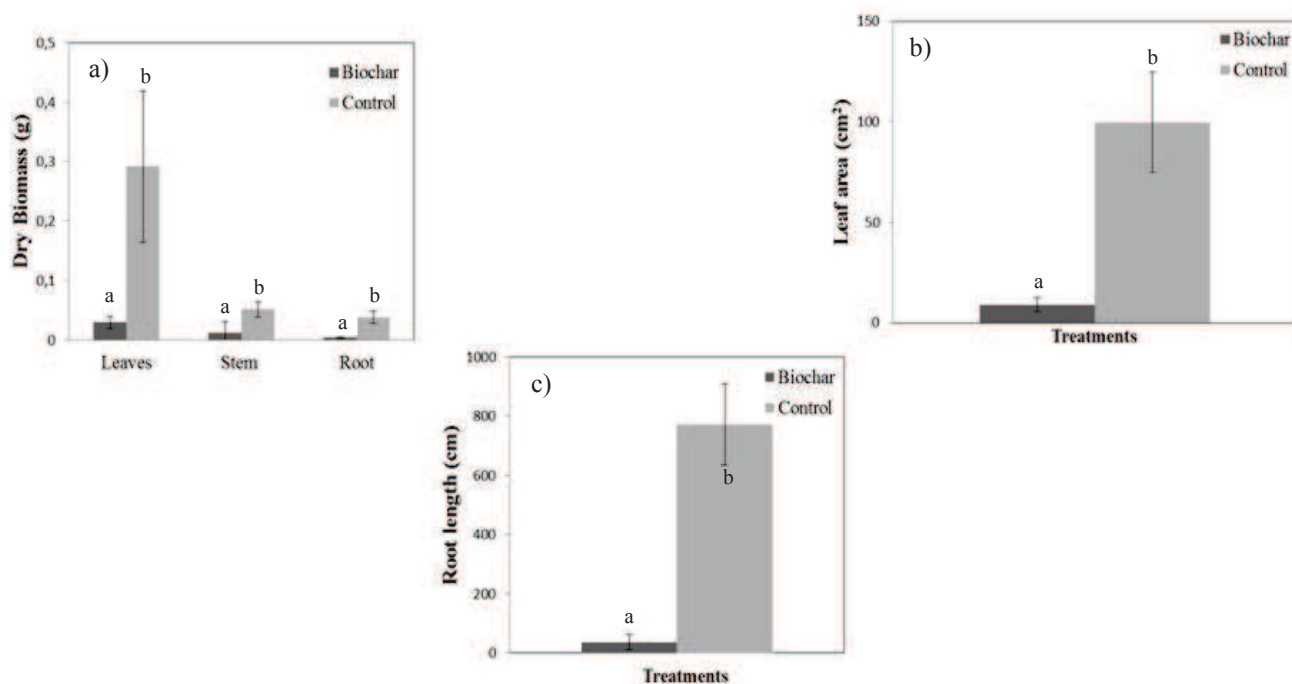 a)
Dry Biomass (g)
0,5
0,4
0,3
0,2
0,1
0
Biochar
Control
a
b
a
b
a
b
Leaves
Stem
Root
b)
Leaf area (cm²)
150
100
50
0
Biochar
Control
a
b
Treatments
c)
Root length (cm)
1000
800
600
400
200
0
Biochar
Control
a
b
Treatments